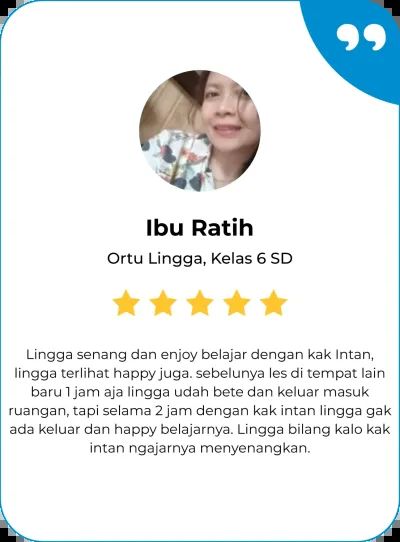 Ibu Ratih
Ortu Lingga, Kelas 6 SD
Lingga senang dan enjoy belajar dengan kak Intan,
lingga terlihat happy juga. sebelunya les di tempat lain
baru 1 jam aja lingga udah bete dan keluar masuk
ruangan, tapi selama 2 jam dengan kak intan lingga gak
ada keluar dan happy belajarnya. Lingga bilang kalo kak
intan ngajarnya menyenangkan.